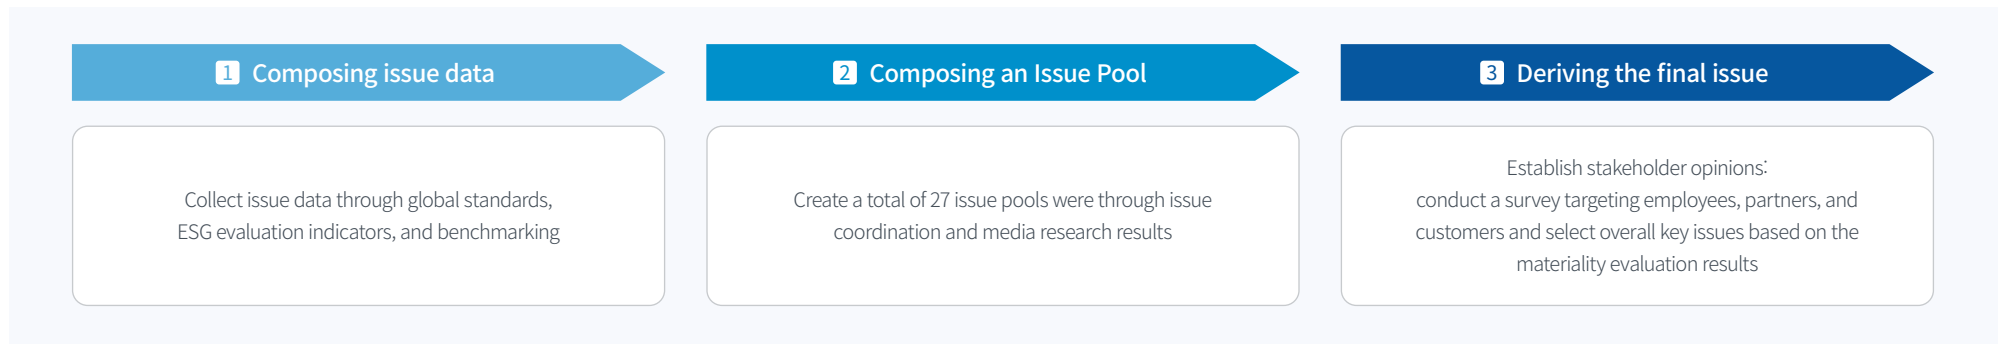 1 Composing issue data
Collect issue data through global standards,
ESG evaluation indicators, and benchmarking
2 Composing an Issue Pool
Create a total of 27 issue pools were through issue
coordination and media research results
3 Deriving the final issue
Establish stakeholder opinions:
conduct a survey targeting employees, partners, and
customers and select overall key issues based on the
materiality evaluation results